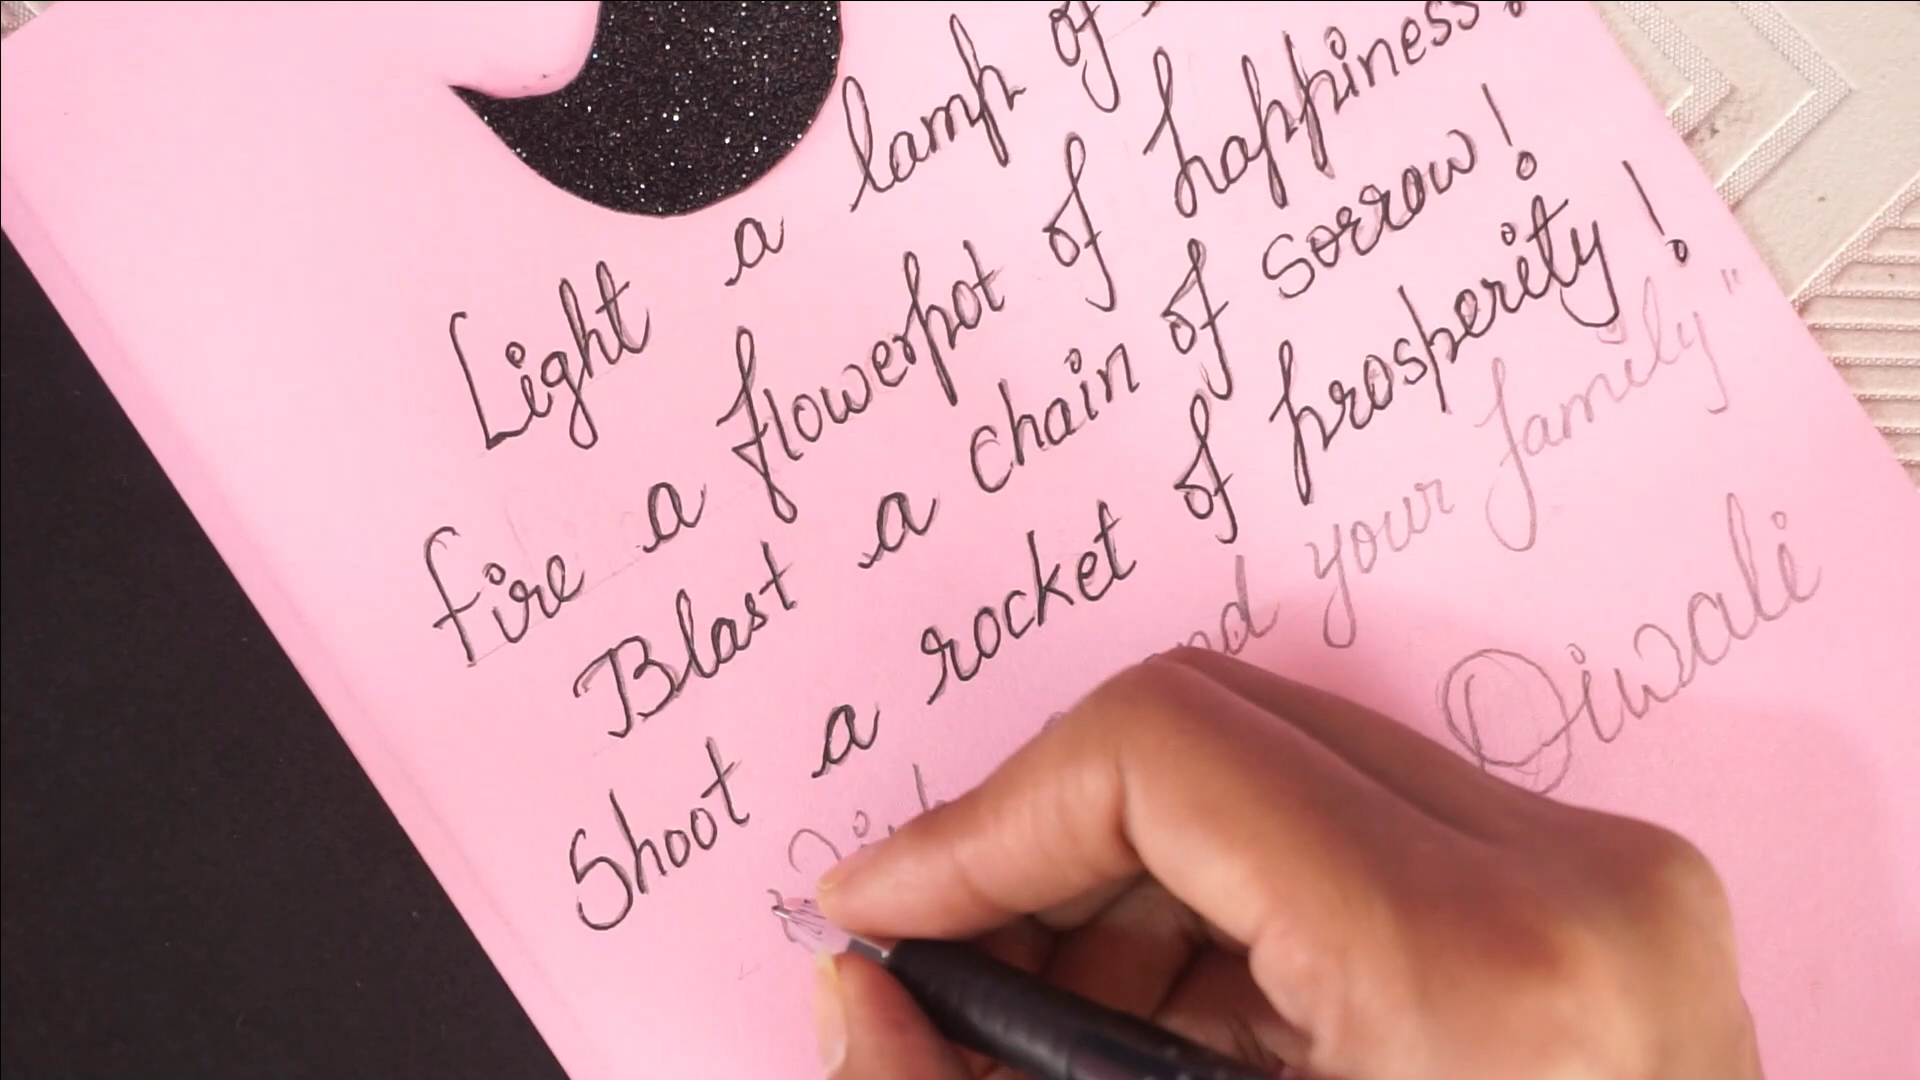 Light a lamp of
fire a flowerpot of happiness!
Blast a chain of sorrow!
Shoot a rocket of prosperity!
your family"
Diwali